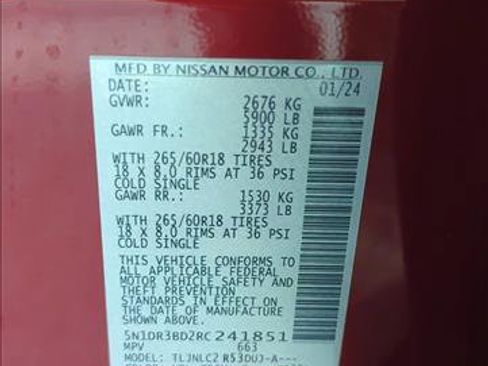 MFD BY NISSAN MOTOR CO., LTD.
DATE: 01/24
GVWR: 2676 KG
5900 LB
GAWR FR.: 1335 KG
2943 LB
WITH 265/60R18 TIRES
18 X 8.0 RIMS AT 36 PSI
COLD SINGLE
GAWR RR.: 1530 KG
3373 LB
WITH 265/60R18 TIRES
18 X 8.0 RIMS AT 36 PSI
COLD SINGLE
THIS VEHICLE CONFORMS TO
ALL APPLICABLE FEDERAL
MOTOR VEHICLE SAFETY AND
THEFT PREVENTION
STANDARDS IN EFFECT ON
THE DATE OF MANUFACTURE
SHOWN ABOVE.
5N1DR3BD2RC241851
MPV 663
MODEL: TLJNLC2 R53DUJ-A---